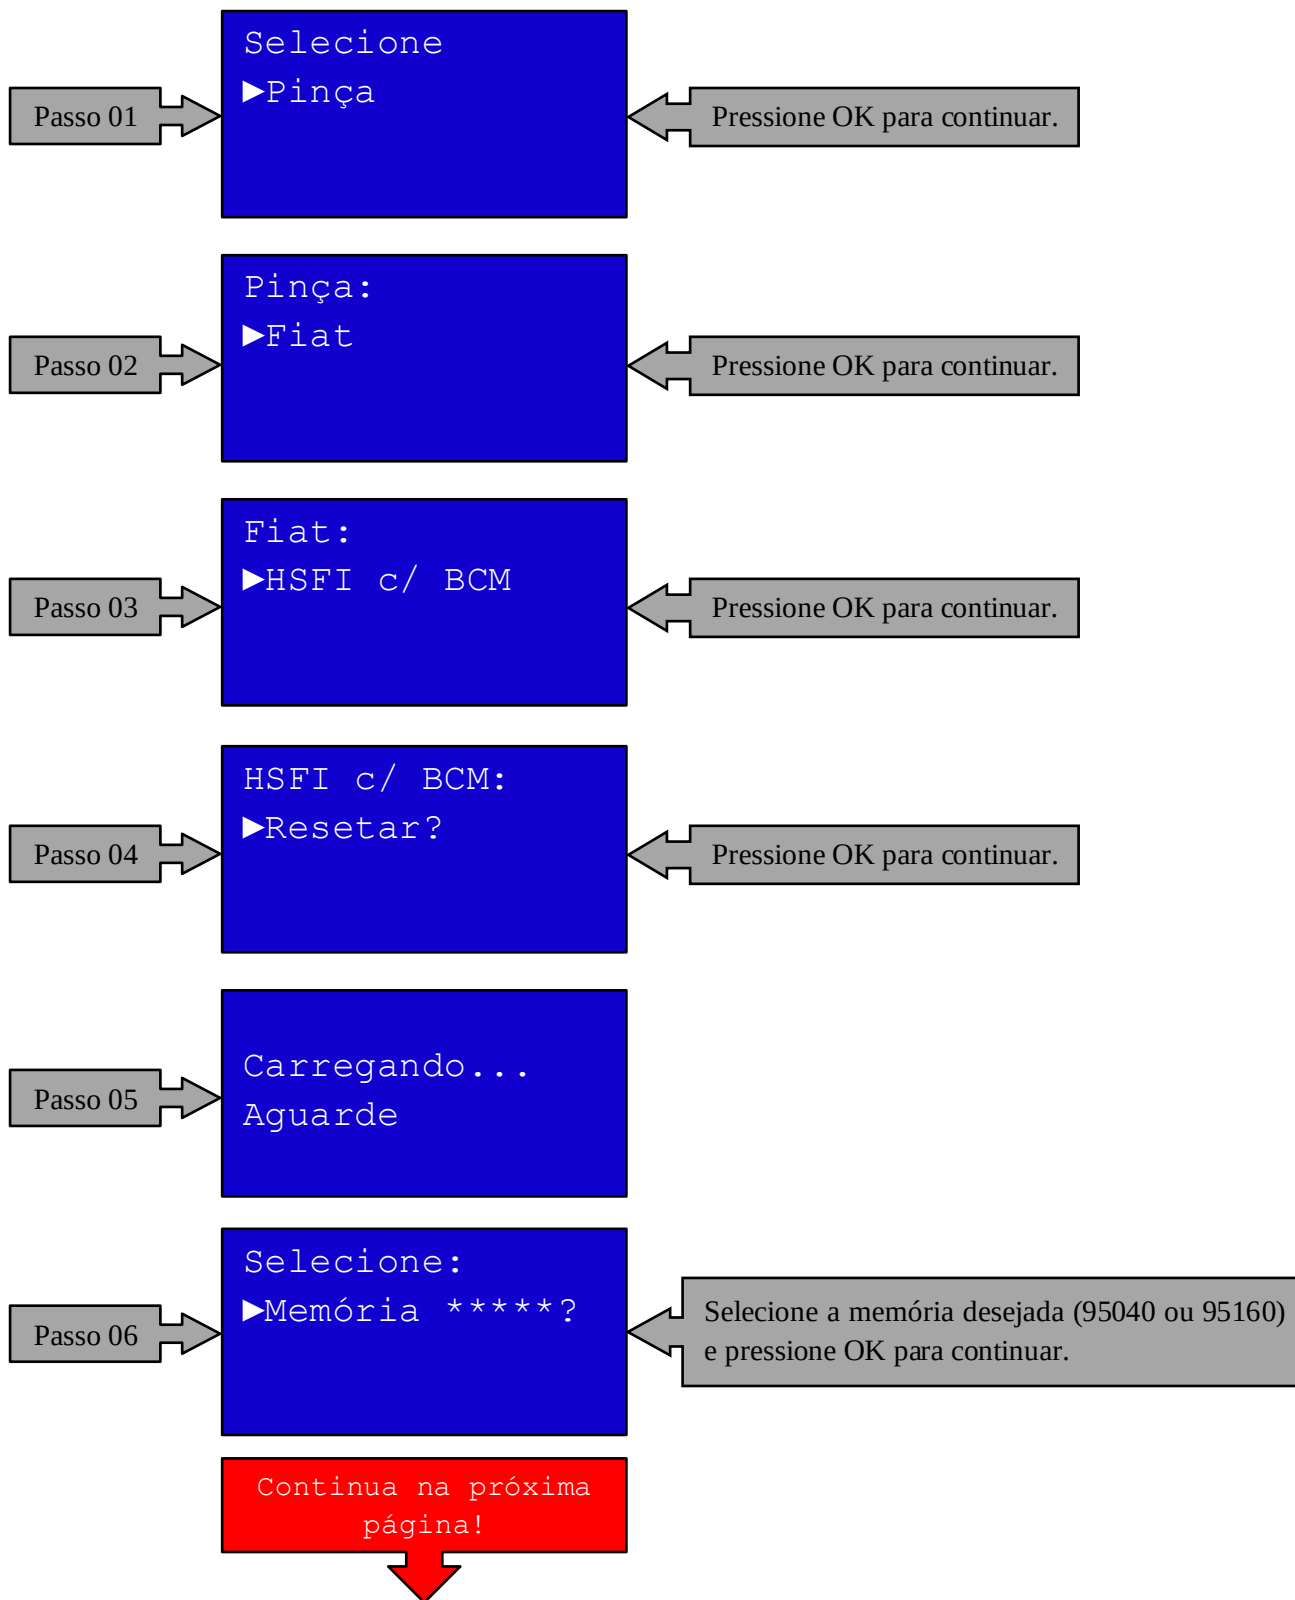 Selecione
►Pinça
Passo 01
Pressione OK para continuar.
Pinça:
►Fiat
Passo 02
Pressione OK para continuar.
Fiat:
►HSFI c/ BCM
Passo 03
Pressione OK para continuar.
HSFI c/ BCM:
►Resetar?
Passo 04
Pressione OK para continuar.
Carregando...
Aguarde
Passo 05
Selecione:
►Memória *****?
Passo 06
Selecione a memória desejada (95040 ou 95160)
e pressione OK para continuar.
Continua na próxima
página!